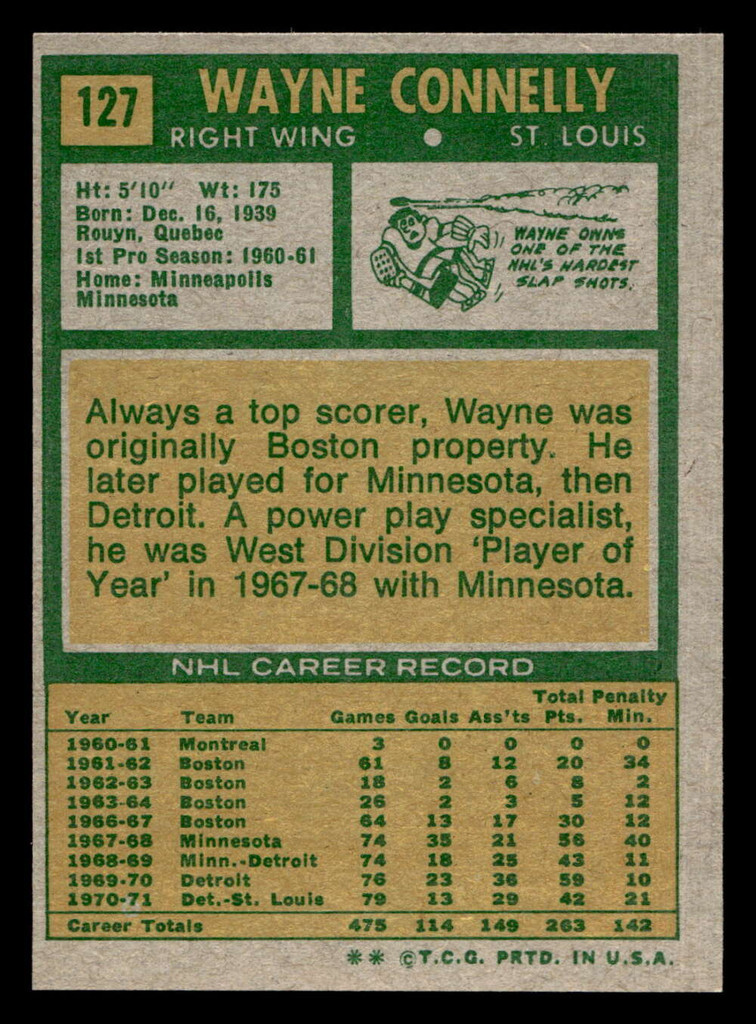 127
WAYNE CONNELLY
RIGHT WING • ST. LOUIS
Ht: 5'10" Wt: 175
Born: Dec. 16, 1939
Rouyn, Quebec
1st Pro Season: 1960-61
Home: Minneapolis
Minnesota
WAYNE OWNS
ONE OF THE
NHL'S HARDEST
SLAP SHOTS.
Always a top scorer, Wayne was
originally Boston property. He
later played for Minnesota, then
Detroit. A power play specialist,
he was West Division 'Player of
Year' in 1967-68 with Minnesota.
NHL CAREER RECORD
Total Penalty
Year Team Games Goals Ass'ts Pts. Min.
1960-61 Montreal 3 0 0 0 0
1961-62 Boston 61 8 12 20 34
1962-63 Boston 18 2 6 8 2
1963-64 Boston 26 2 3 5 12
1966-67 Boston 64 13 17 30 12
1967-68 Minnesota 74 35 21 56 40
1968-69 Minn.-Detroit 74 18 25 43 11
1969-70 Detroit 76 23 36 59 10
1970-71 Det.-St. Louis 79 13 29 42 21
Career Totals 475 114 149 263 142
** ©T.C.G. PRTD. IN U.S.A.